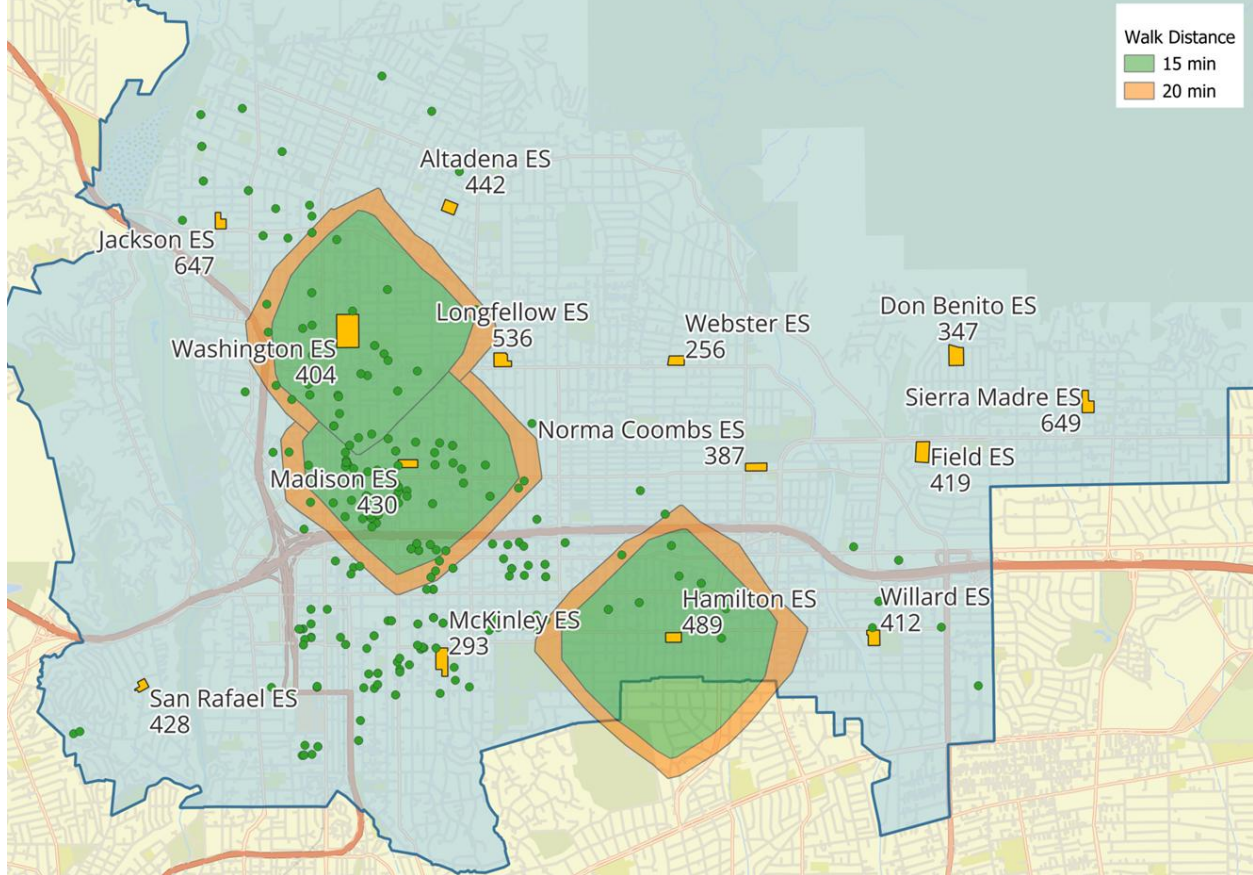 Walk Distance
15 min
20 min
Altadena ES
442
Jackson ES
647
Longfellow ES
536
Webster ES
256
Don Benito ES
347
Washington ES
404
Sierra Madre ES
649
Norma Coombs ES
387
Field ES
419
Madison ES
430
Hamilton ES
489
Willard ES
412
McKinley ES
293
San Rafael ES
428